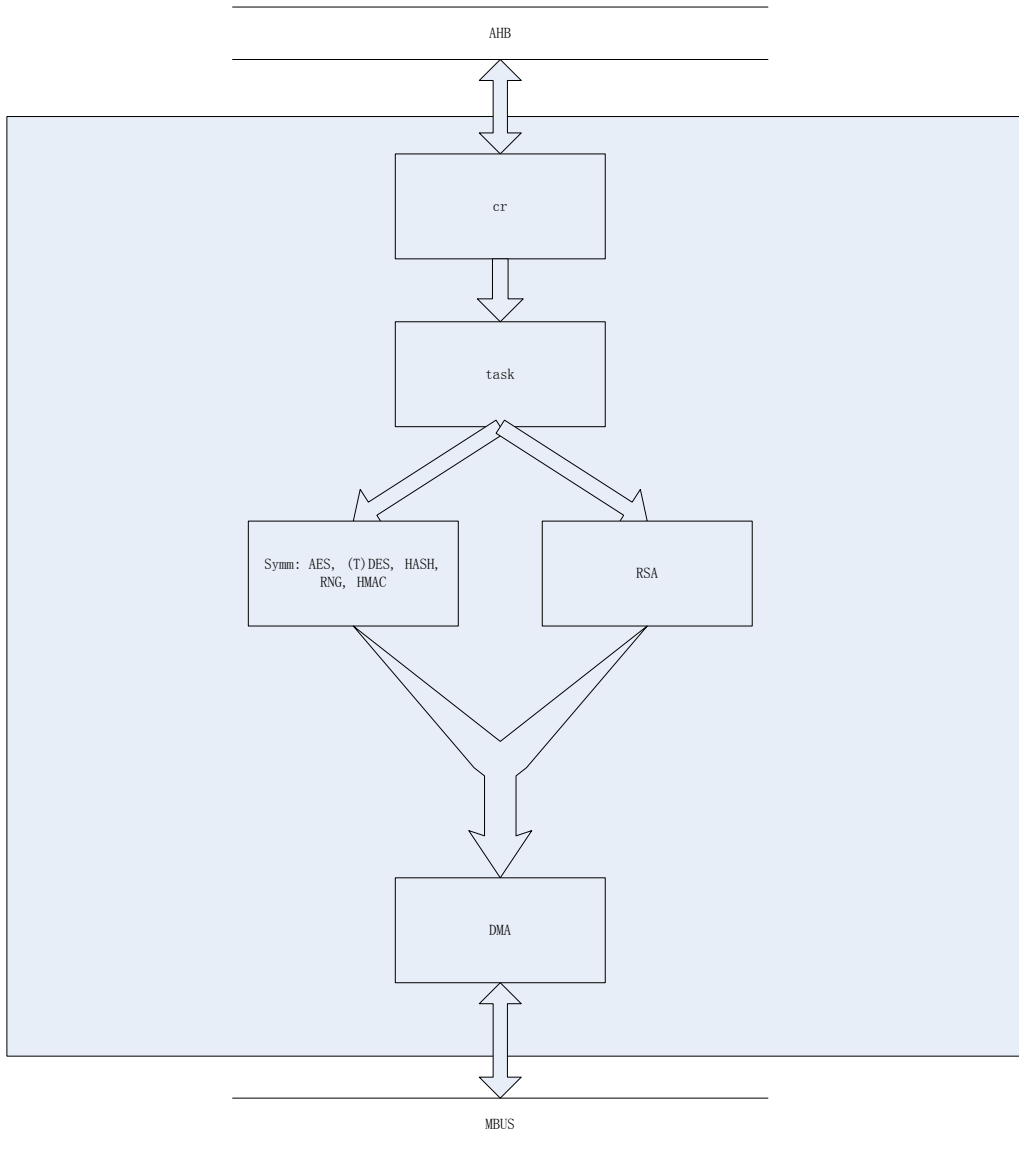 AHB
cr
task
Symm: AES, (T)DES, HASH,
RNG, HMAC
RSA
DMA
MBUS